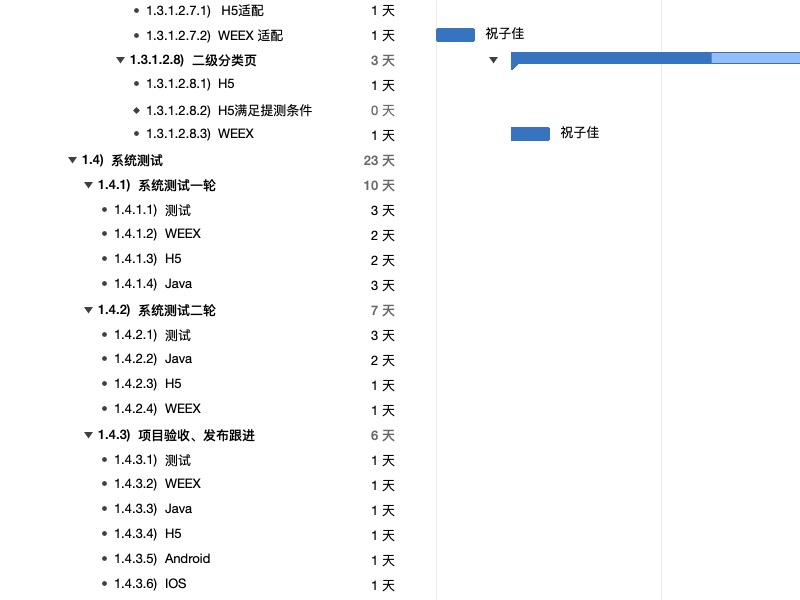 1.3.1.2.7.1) H5适配 1 天
1.3.1.2.7.2) WEEX 适配 1 天 祝子佳
1.3.1.2.8) 二级分类页 3 天
1.3.1.2.8.1) H5 1 天
1.3.1.2.8.2) H5满足提测条件 0 天
1.3.1.2.8.3) WEEX 1 天 祝子佳
1.4) 系统测试 23 天
1.4.1) 系统测试一轮 10 天
1.4.1.1) 测试 3 天
1.4.1.2) WEEX 2 天
1.4.1.3) H5 2 天
1.4.1.4) Java 3 天
1.4.2) 系统测试二轮 7 天
1.4.2.1) 测试 3 天
1.4.2.2) Java 2 天
1.4.2.3) H5 1 天
1.4.2.4) WEEX 1 天
1.4.3) 项目验收、发布跟进 6 天
1.4.3.1) 测试 1 天
1.4.3.2) WEEX 1 天
1.4.3.3) Java 1 天
1.4.3.4) H5 1 天
1.4.3.5) Android 1 天
1.4.3.6) IOS 1 天